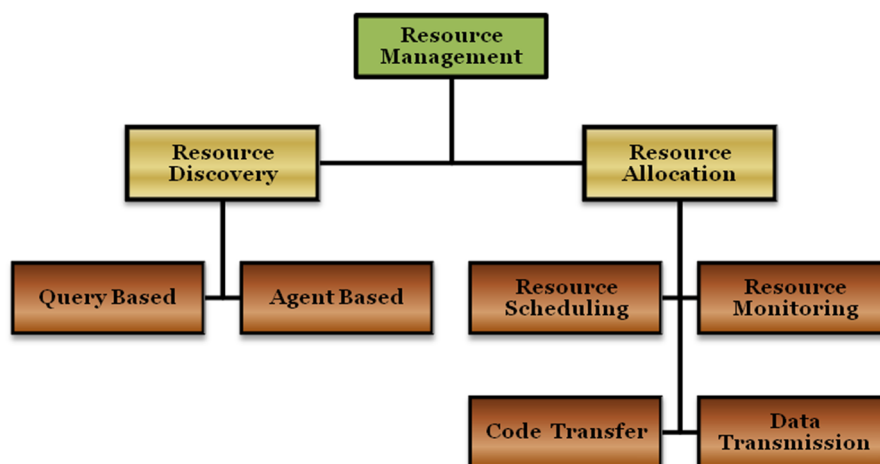 Resource
Management
Resource
Discovery
Resource
Allocation
Query Based
Agent Based
Resource
Scheduling
Resource
Monitoring
Code Transfer
Data
Transmission